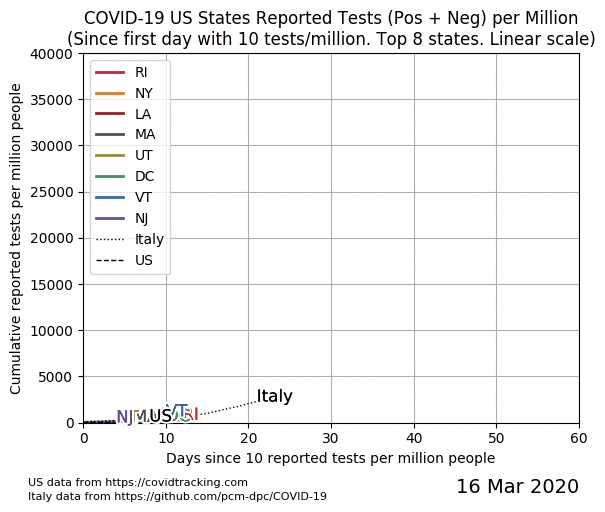 COVID-19 US States Reported Tests (Pos + Neg) per Million
(Since first day with 10 tests/million. Top 8 states. Linear scale)
Cumulative reported tests per million people
40000
35000
30000
25000
20000
15000
10000
5000
0
RI
NY
LA
MA
UT
DC
VT
NJ
Italy
US
Italy
VT
RI
US
NJ
0 10 20 30 40 50 60
Days since 10 reported tests per million people
US data from https://covidtracking.com
Italy data from https://github.com/pcm-dpc/COVID-19
16 Mar 2020